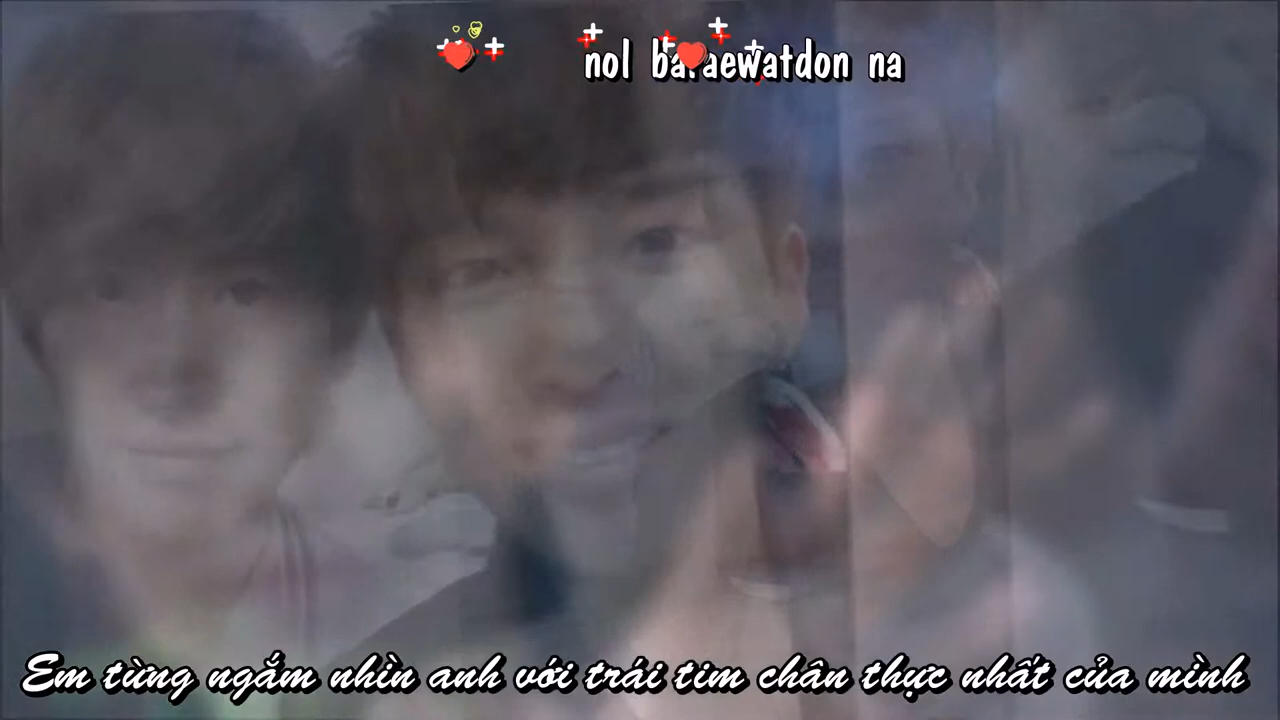 nol baraewatdon na
Em từng ngắm nhìn anh với trái tim chân thực nhất của mình